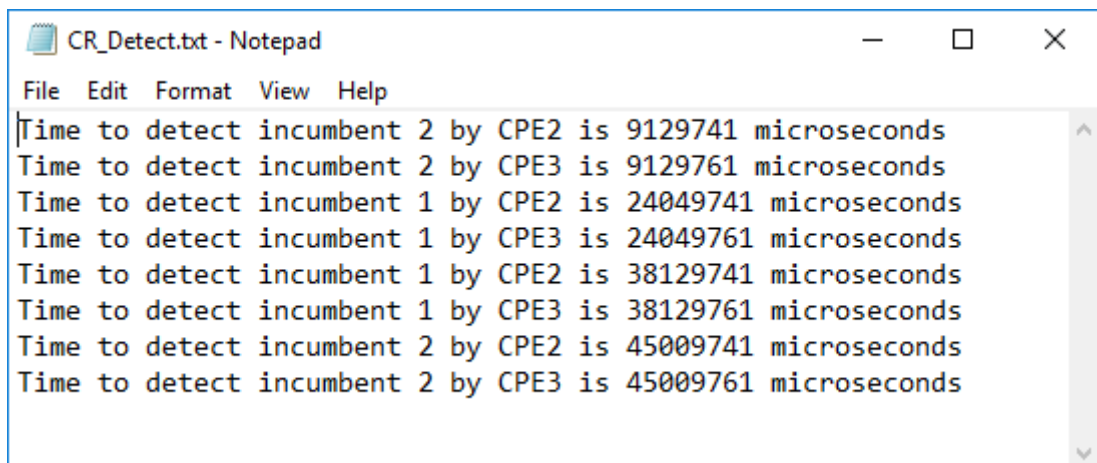 CR_Detect.txt - Notepad
File Edit Format View Help
Time to detect incumbent 2 by CPE2 is 9129741 microseconds
Time to detect incumbent 2 by CPE3 is 9129761 microseconds
Time to detect incumbent 1 by CPE2 is 24049741 microseconds
Time to detect incumbent 1 by CPE3 is 24049761 microseconds
Time to detect incumbent 1 by CPE2 is 38129741 microseconds
Time to detect incumbent 1 by CPE3 is 38129761 microseconds
Time to detect incumbent 2 by CPE2 is 45009741 microseconds
Time to detect incumbent 2 by CPE3 is 45009761 microseconds